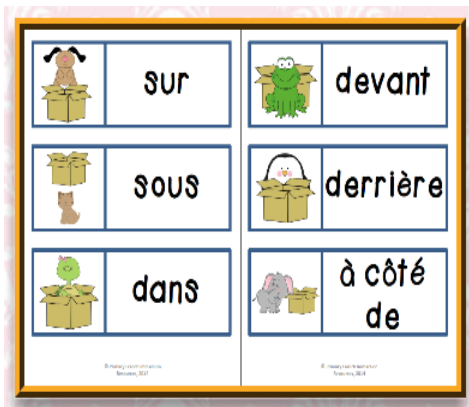 sur
sous
dans
devant
derrière
à côté
de